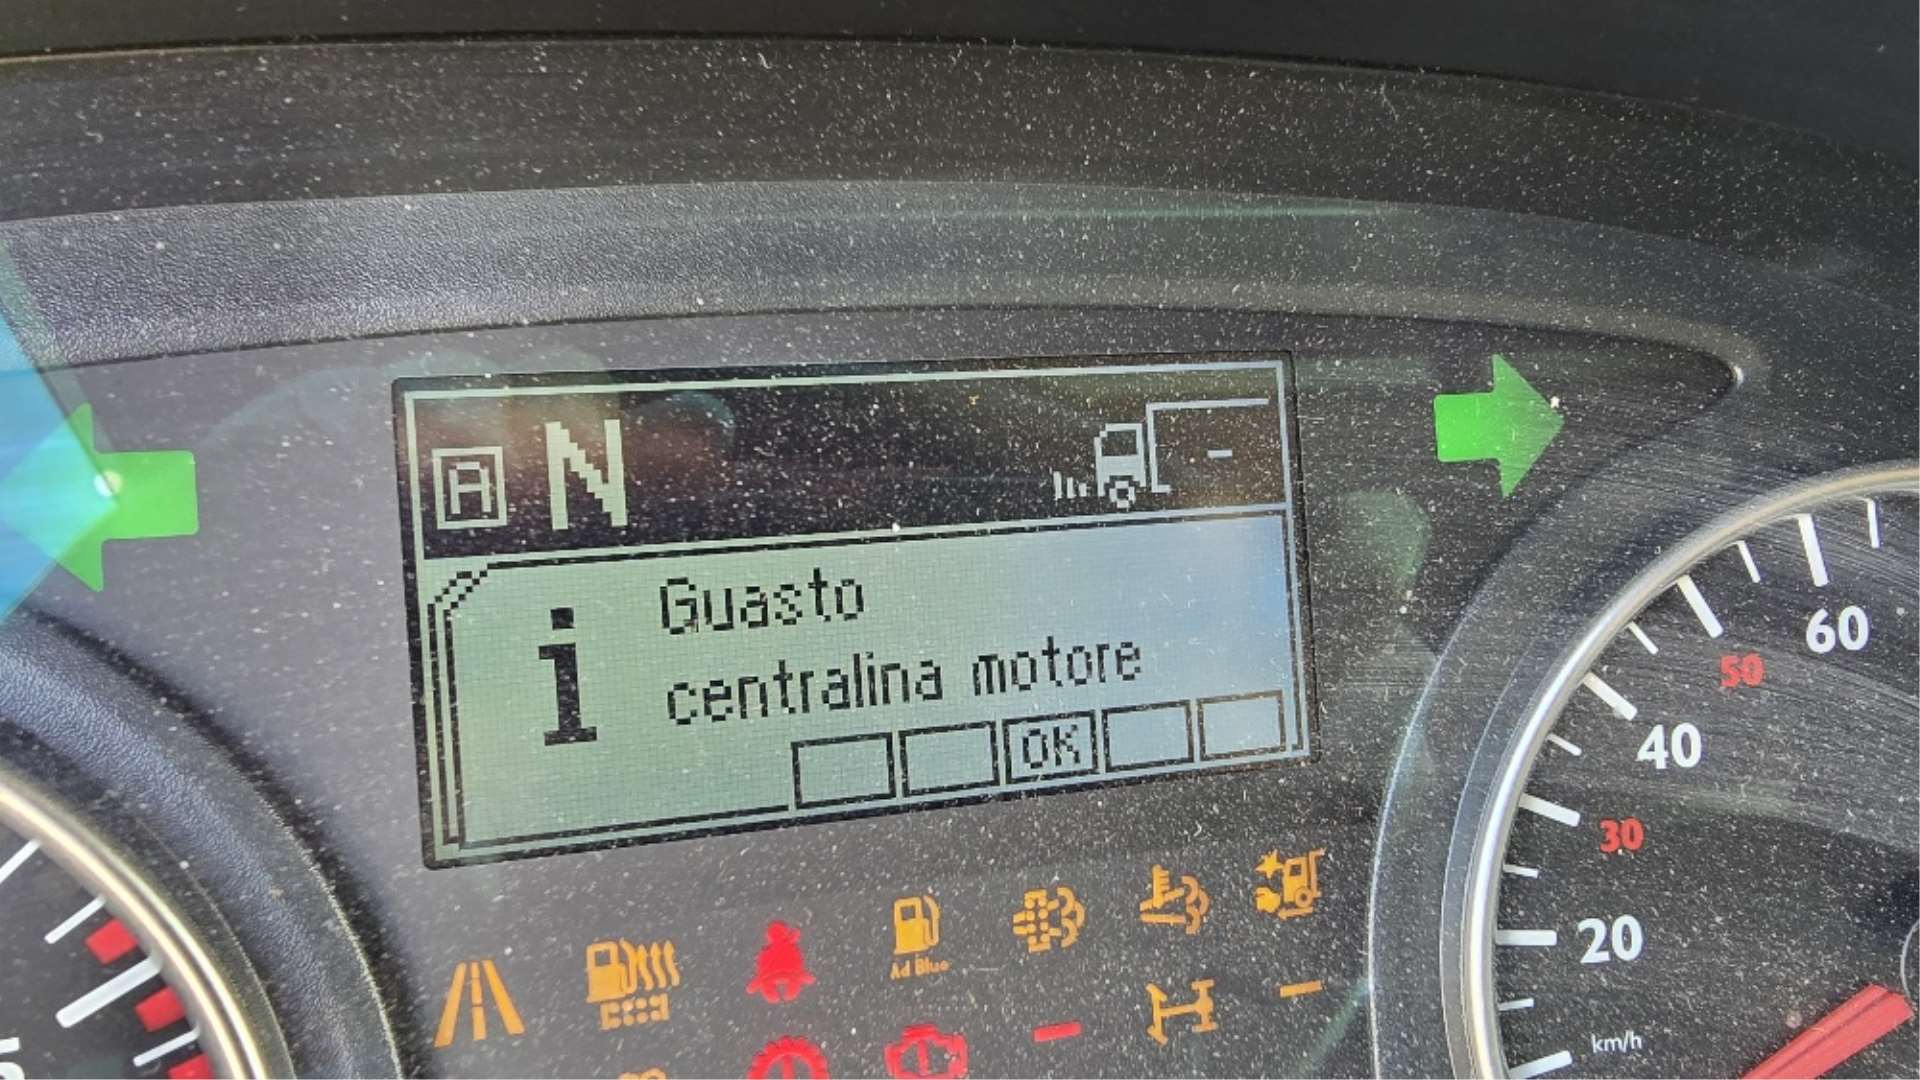 A N
Guasto
centralina motore
OK
60
50
40
30
20
km/h
Ad Blue